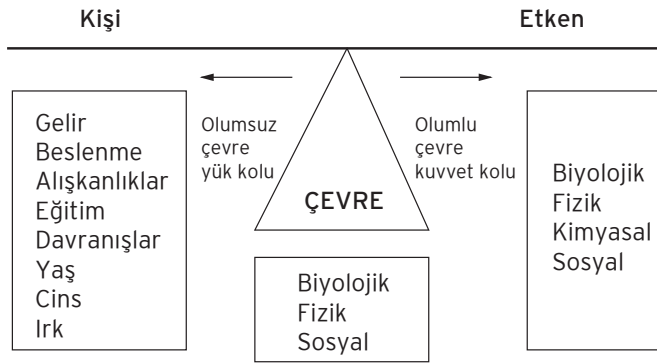 Kişi
Etken
Olumsuz
çevre
yük kolu
Olumlu
çevre
kuvvet kolu
Gelir
Beslenme
Alışkanlıklar
Eğitim
Davranışlar
Yaş
Cins
Irk
ÇEVRE
Biyolojik
Fizik
Sosyal
Biyolojik
Fizik
Kimyasal
Sosyal